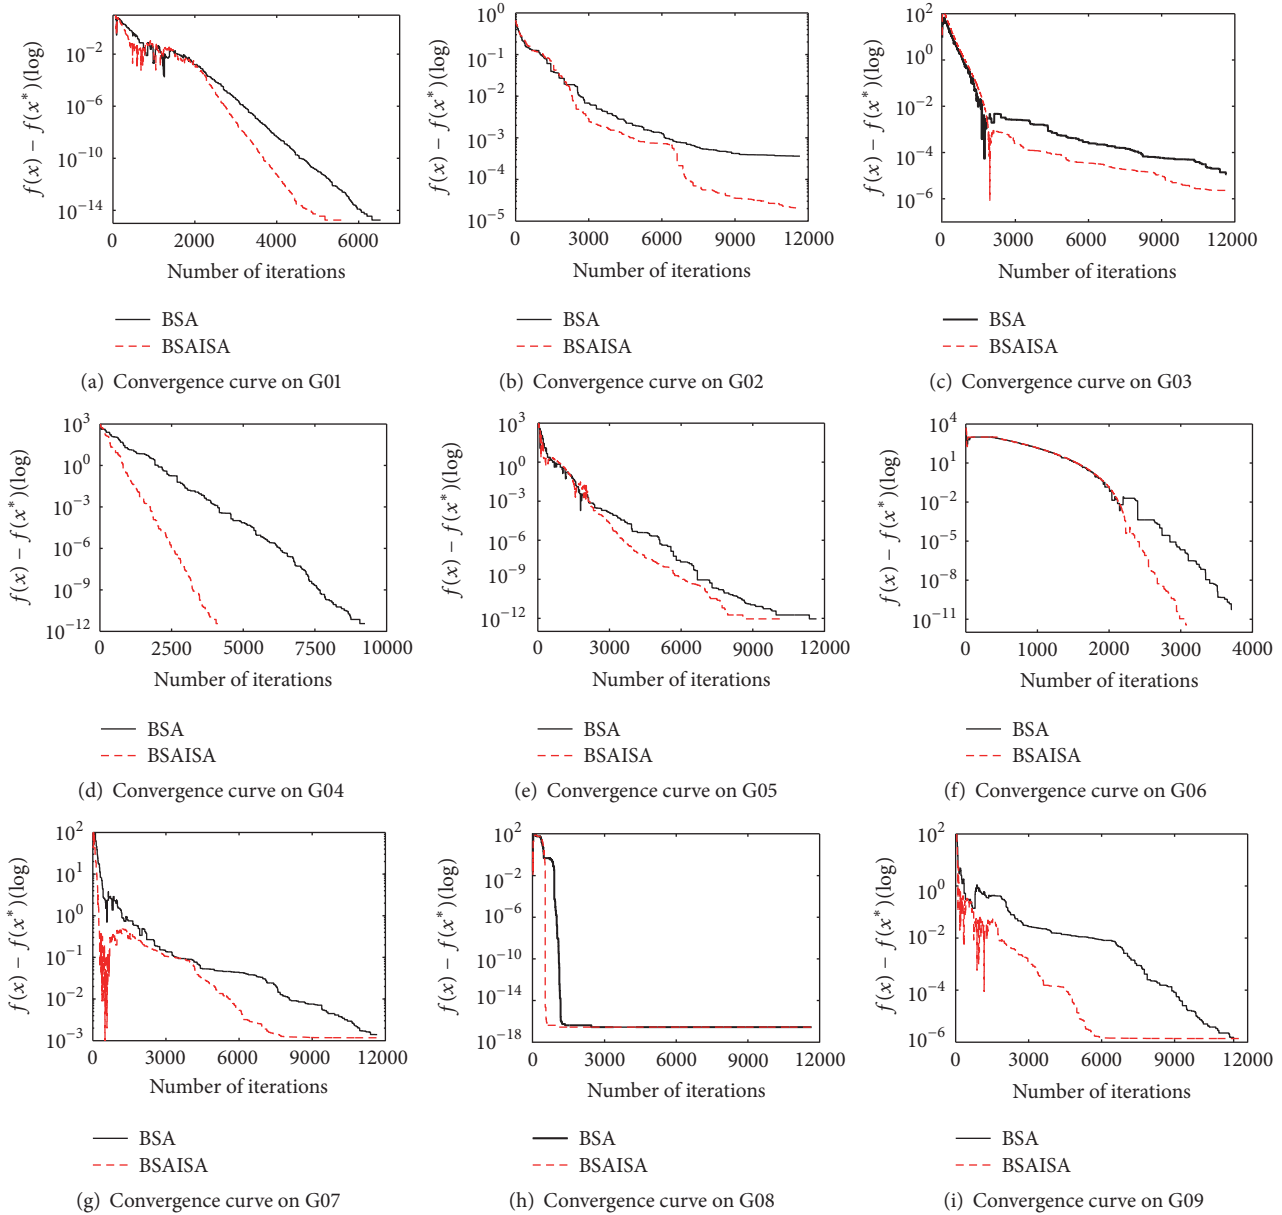 f(x) − f(x*)(log)
10^−2
10^−6
10^−10
10^−14
0 2000 4000 6000
Number of iterations
BSA
BSAISA
(a) Convergence curve on G01
f(x) − f(x*)(log)
10^0
10^−1
10^−2
10^−3
10^−4
10^−5
0 3000 6000 9000 12000
Number of iterations
BSA
BSAISA
(b) Convergence curve on G02
f(x) − f(x*)(log)
10^2
10^0
10^−2
10^−4
10^−6
0 3000 6000 9000 12000
Number of iterations
BSA
BSAISA
(c) Convergence curve on G03
f(x) − f(x*)(log)
10^3
10^0
10^−3
10^−6
10^−9
10^−12
0 2500 5000 7500 10000
Number of iterations
BSA
BSAISA
(d) Convergence curve on G04
f(x) − f(x*)(log)
10^3
10^0
10^−3
10^−6
10^−9
10^−12
0 3000 6000 9000 12000
Number of iterations
BSA
BSAISA
(e) Convergence curve on G05
f(x) − f(x*)(log)
10^4
10^1
10^−2
10^−5
10^−8
10^−11
0 1000 2000 3000 4000
Number of iterations
BSA
BSAISA
(f) Convergence curve on G06
f(x) − f(x*)(log)
10^2
10^1
10^0
10^−1
10^−2
10^−3
0 3000 6000 9000 12000
Number of iterations
BSA
BSAISA
(g) Convergence curve on G07
f(x) − f(x*)(log)
10^2
10^−2
10^−6
10^−10
10^−14
10^−18
0 3000 6000 9000 12000
Number of iterations
BSA
BSAISA
(h) Convergence curve on G08
f(x) − f(x*)(log)
10^2
10^0
10^−2
10^−4
10^−6
0 3000 6000 9000 12000
Number of iterations
BSA
BSAISA
(i) Convergence curve on G09